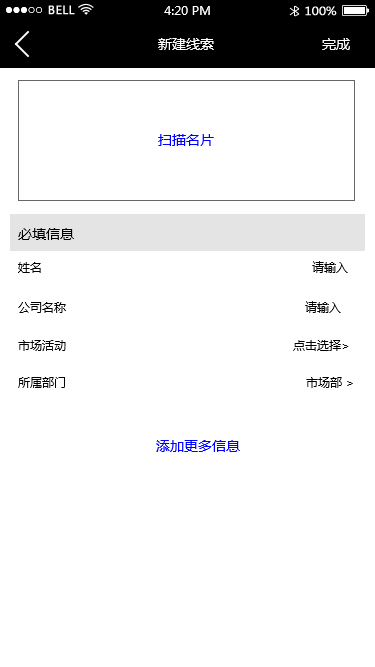 BELL 4:20 PM 100%
新建线索 完成
扫描名片
必填信息
姓名 请输入
公司名称 请输入
市场活动 点击选择>
所属部门 市场部 >
添加更多信息